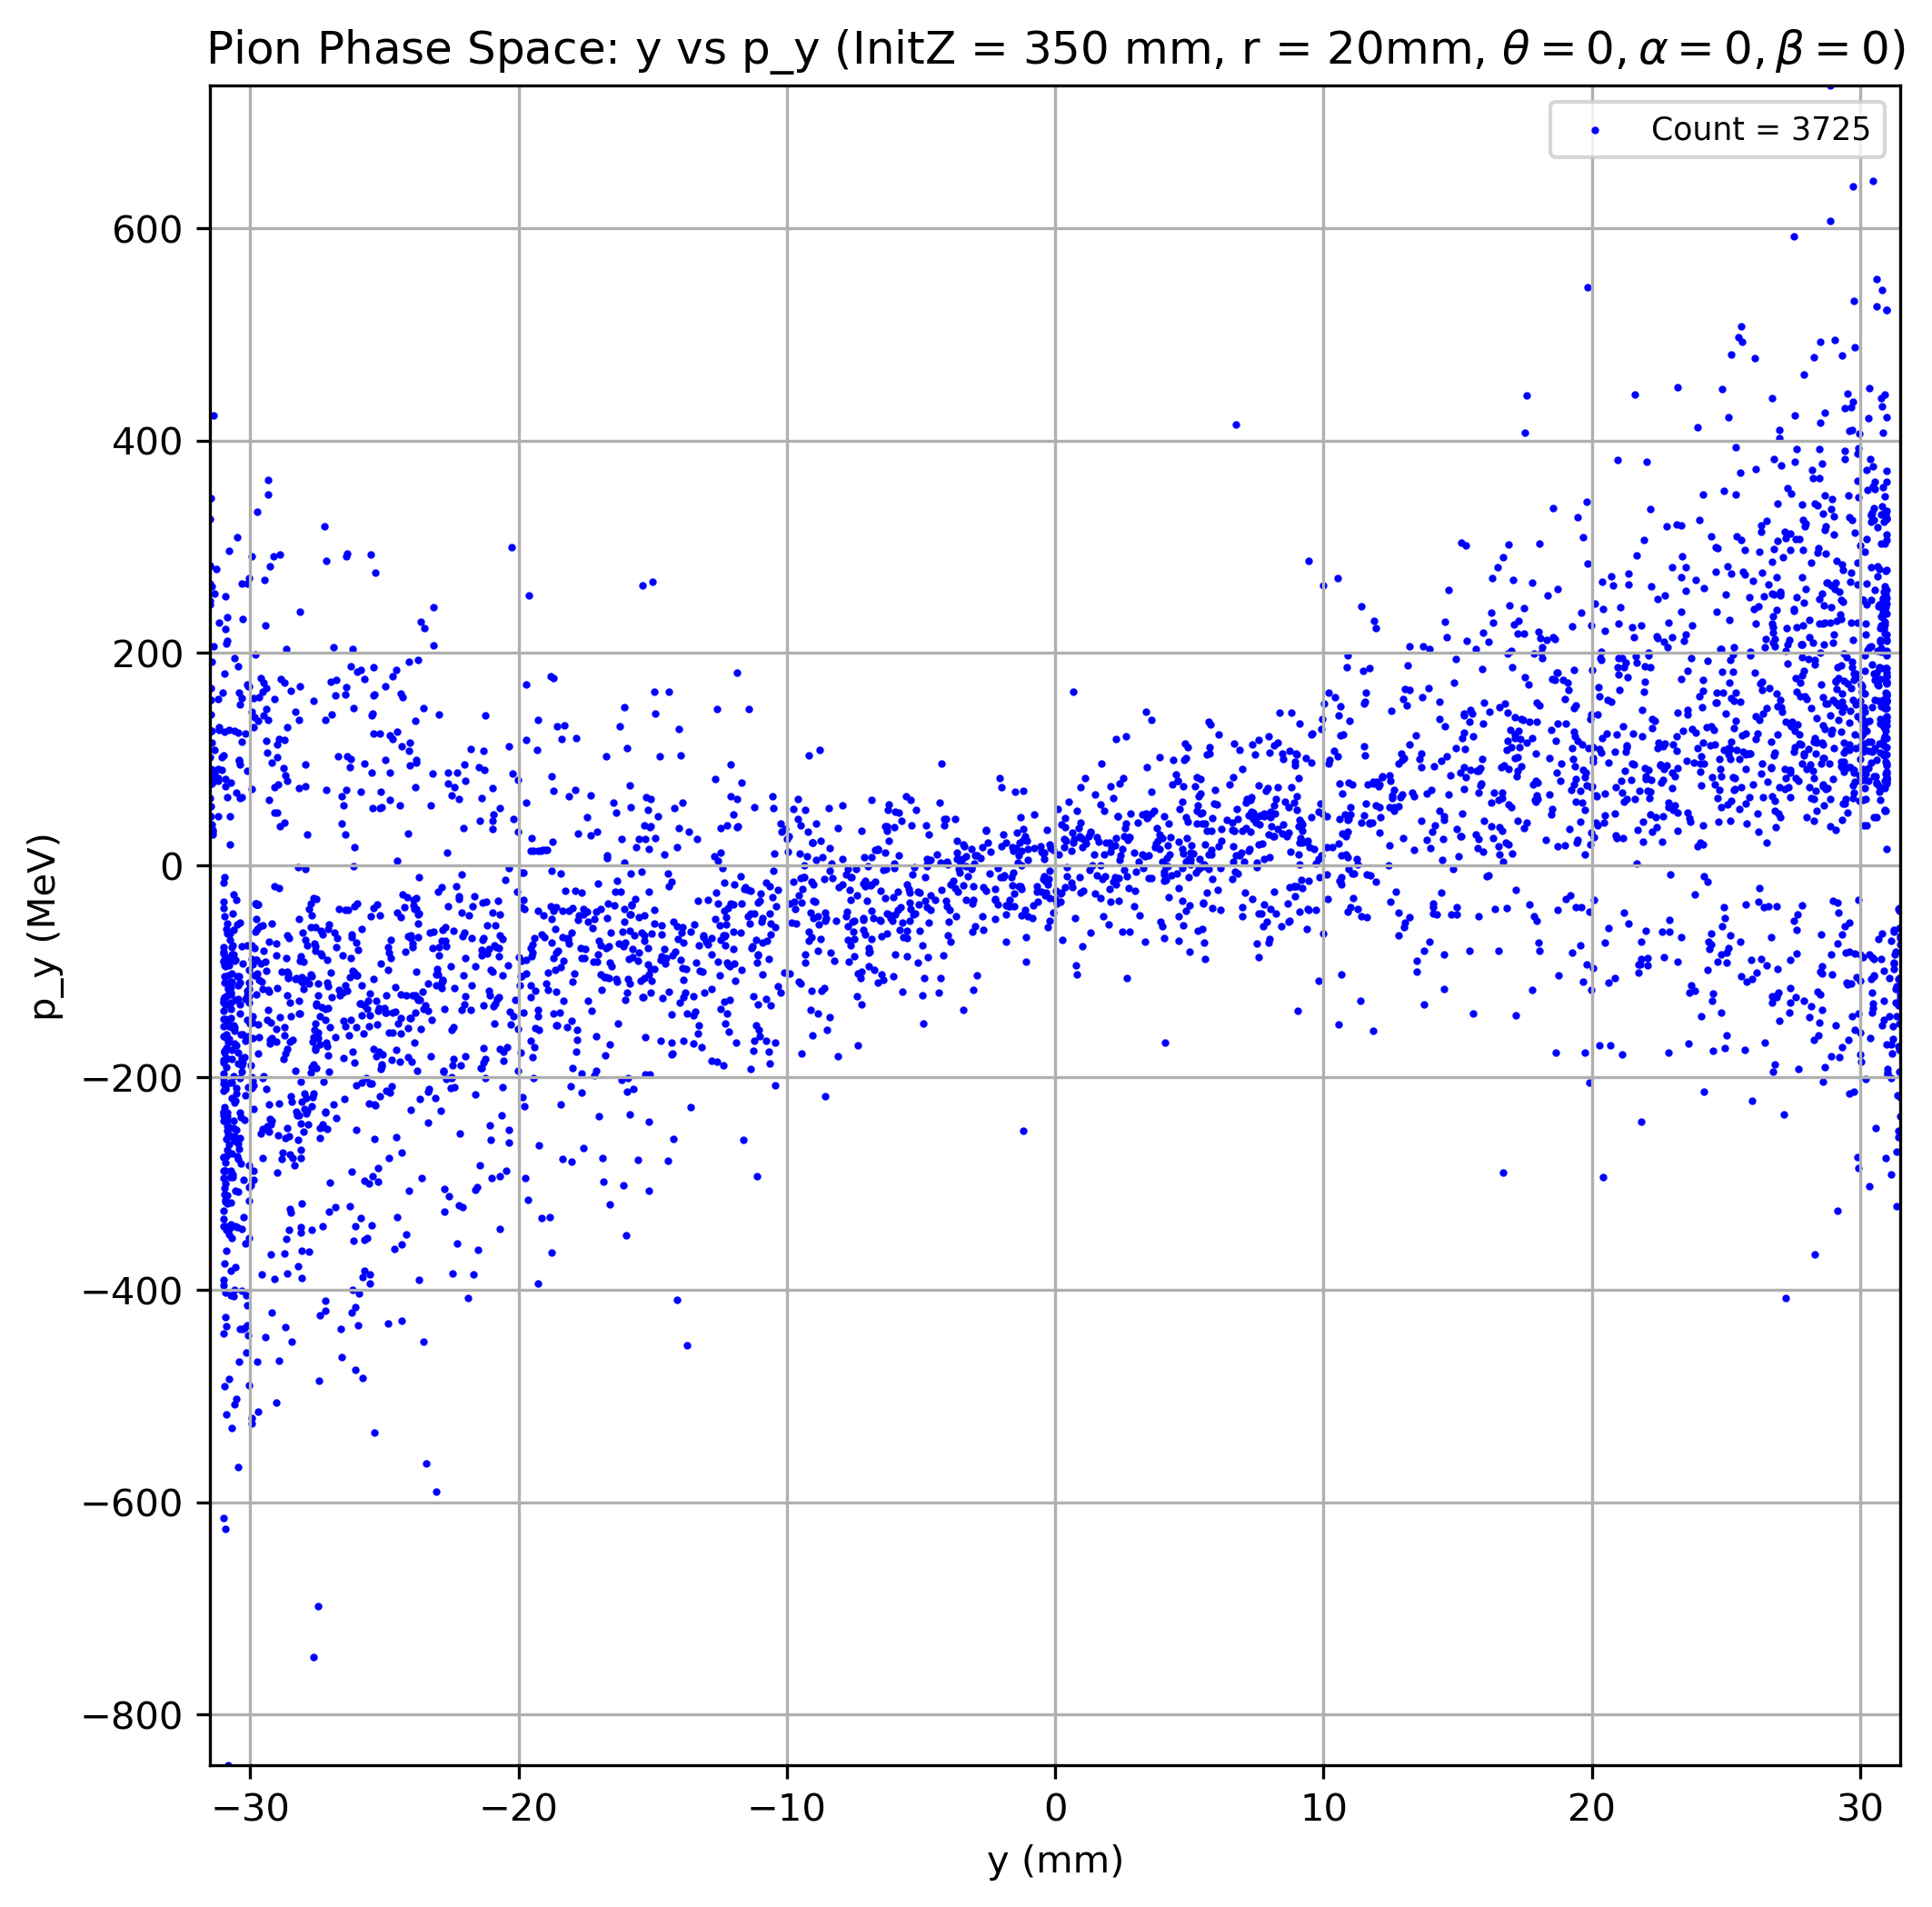 Pion Phase Space: y vs p_y (InitZ = 350 mm, r = 20mm, θ = 0, α = 0, β = 0)
Count = 3725
600
400
200
0
−200
−400
−600
−800
p_y (MeV)
−30 −20 −10 0 10 20 30
y (mm)